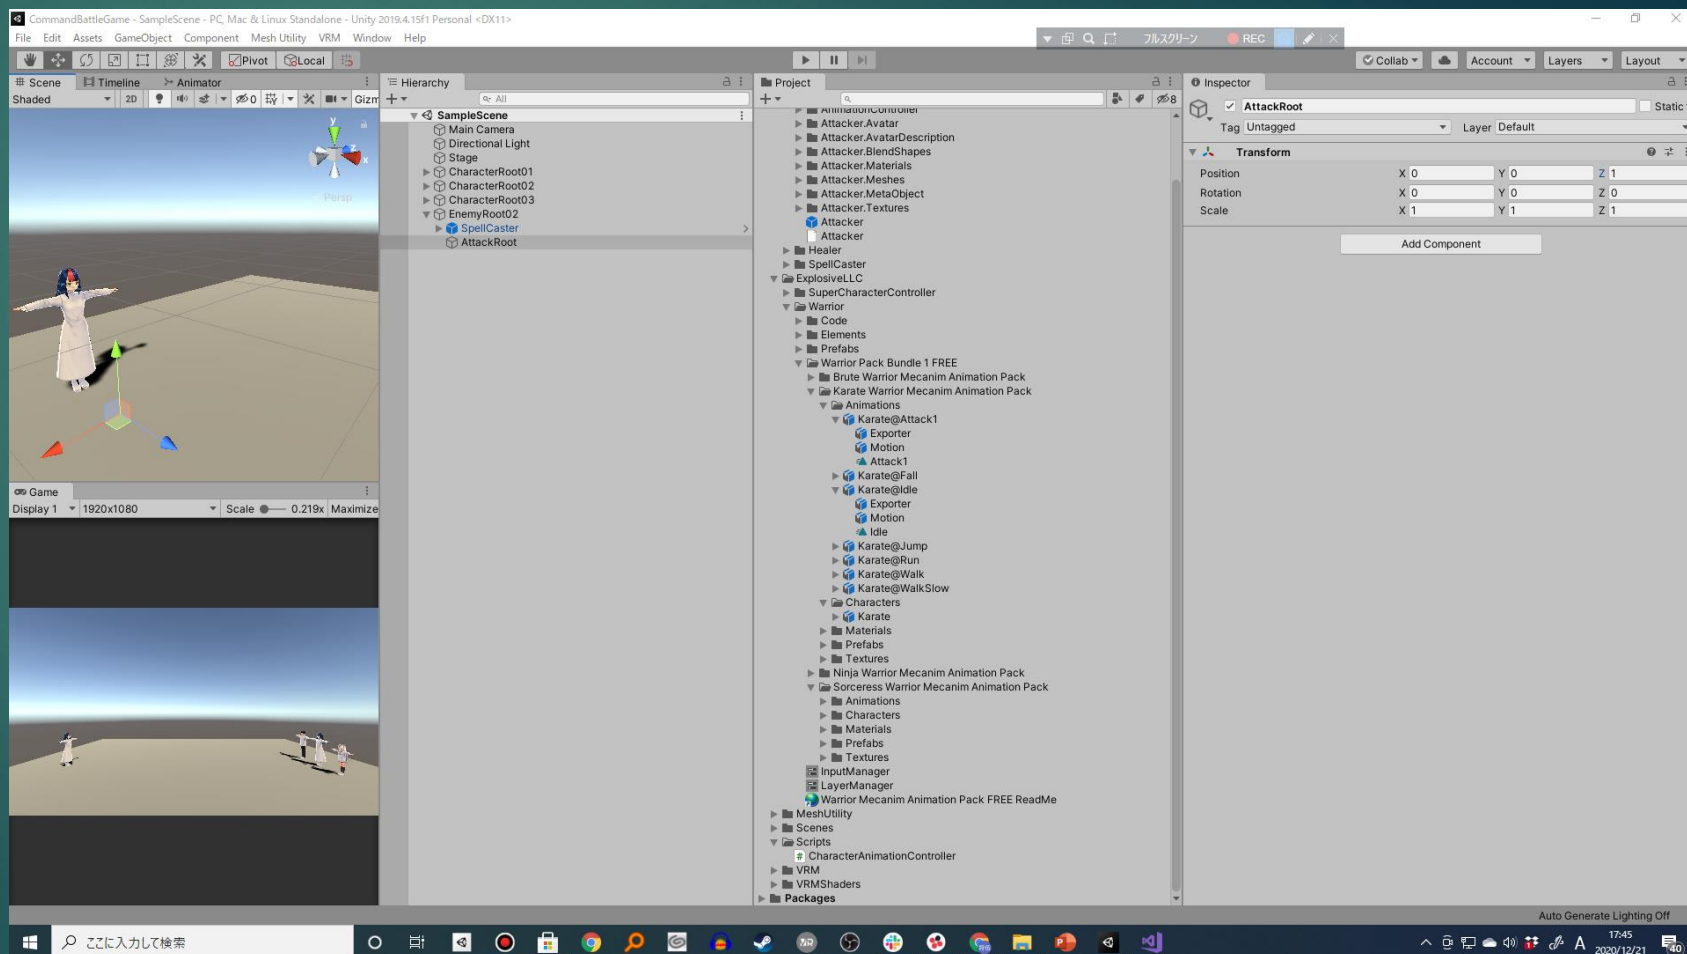 CommandBattleGame - SampleScene - PC, Mac & Linux Standalone - Unity 2019.4.15f1 Personal <DX11>
File Edit Assets GameObject Component Mesh Utility VRM Window Help
フルスクリーン REC
Pivot Local
Collab Account Layers Layout
Scene Timeline Animator
Shaded 2D 0 Gizm
y
z
x
Persp
Game
Display 1 1920x1080 Scale 0.219x Maximize
Hierarchy
All
SampleScene
Main Camera
Directional Light
Stage
CharacterRoot01
CharacterRoot02
CharacterRoot03
EnemyRoot02
SpellCaster
AttackRoot
Project
8
AnimationController
Attacker.Avatar
Attacker.AvatarDescription
Attacker.BlendShapes
Attacker.Materials
Attacker.Meshes
Attacker.MetaObject
Attacker.Textures
Attacker
Attacker
Healer
SpellCaster
ExplosiveLLC
SuperCharacterController
Warrior
Code
Elements
Prefabs
Warrior Pack Bundle 1 FREE
Brute Warrior Mecanim Animation Pack
Karate Warrior Mecanim Animation Pack
Animations
Karate@Attack1
Exporter
Motion
Attack1
Karate@Fall
Karate@Idle
Exporter
Motion
Idle
Karate@Jump
Karate@Run
Karate@Walk
Karate@WalkSlow
Characters
Karate
Materials
Prefabs
Textures
Ninja Warrior Mecanim Animation Pack
Sorceress Warrior Mecanim Animation Pack
Animations
Characters
Materials
Prefabs
Textures
InputManager
LayerManager
Warrior Mecanim Animation Pack FREE ReadMe
MeshUtility
Scenes
Scripts
CharacterAnimationController
VRM
VRMShaders
Packages
Inspector
AttackRoot Static
Tag Untagged Layer Default
Transform
Position X 0 Y 0 Z 1
Rotation X 0 Y 0 Z 0
Scale X 1 Y 1 Z 1
Add Component
Auto Generate Lighting Off
ここに入力して検索
A
17:45
2020/12/21
40